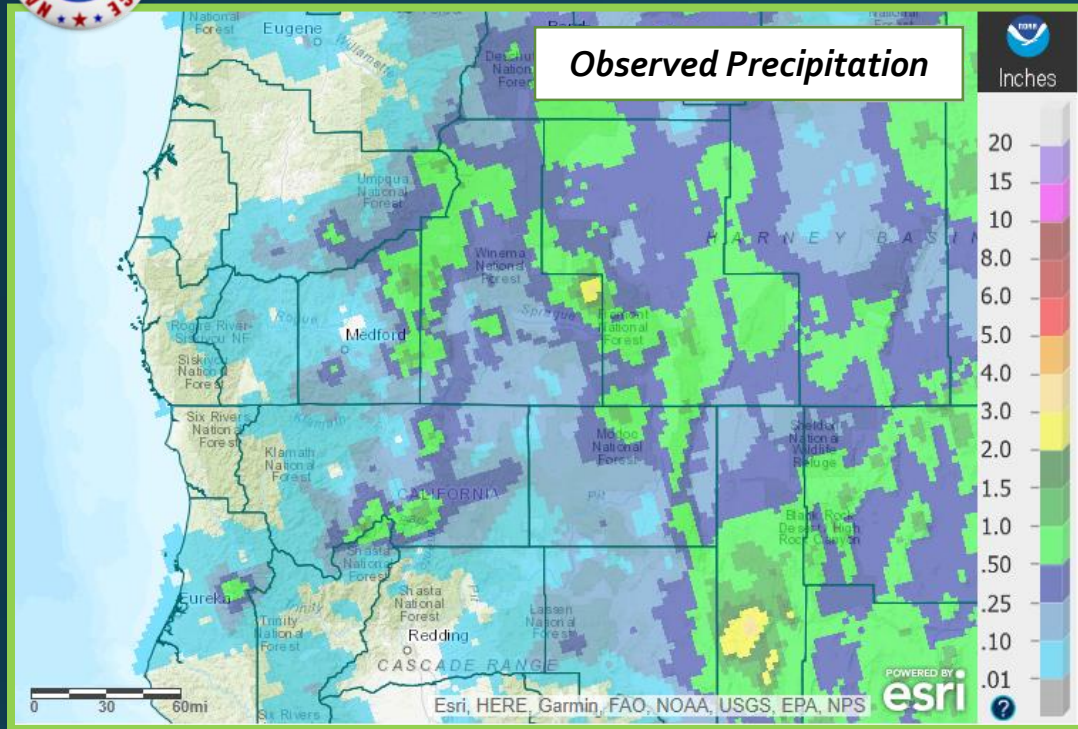 Observed Precipitation
NOAA
Inches
20
15
10
8.0
6.0
5.0
4.0
3.0
2.0
1.5
1.0
.50
.25
.10
.01
?
National
Forest
Eugene
Willamette
National
Forest
Umpqua
National
Forest
HARNEY BASIN
Winema
National
Forest
Sprague
Fremont
National
Forest
Rogue
Medford
Rogue River-
Siskiyou NF
Siskiyou
National
Forest
Six Rivers
National
Forest
Klamath
Klamath
National
Forest
Modoc
National
Forest
Sheldon
National
Wildlife
Refuge
CALIFORNIA
Pit
Black Rock
Desert High
Rock Canyon
Shasta
National
Forest
Eureka
Trinity
Trinity
National
Forest
Shasta
National
Forest
Pit
Lassen
National
Forest
Redding
CASCADE RANGE
Six Rivers
0 30 60mi
Esri, HERE, Garmin, FAO, NOAA, USGS, EPA, NPS
POWERED BY
esri